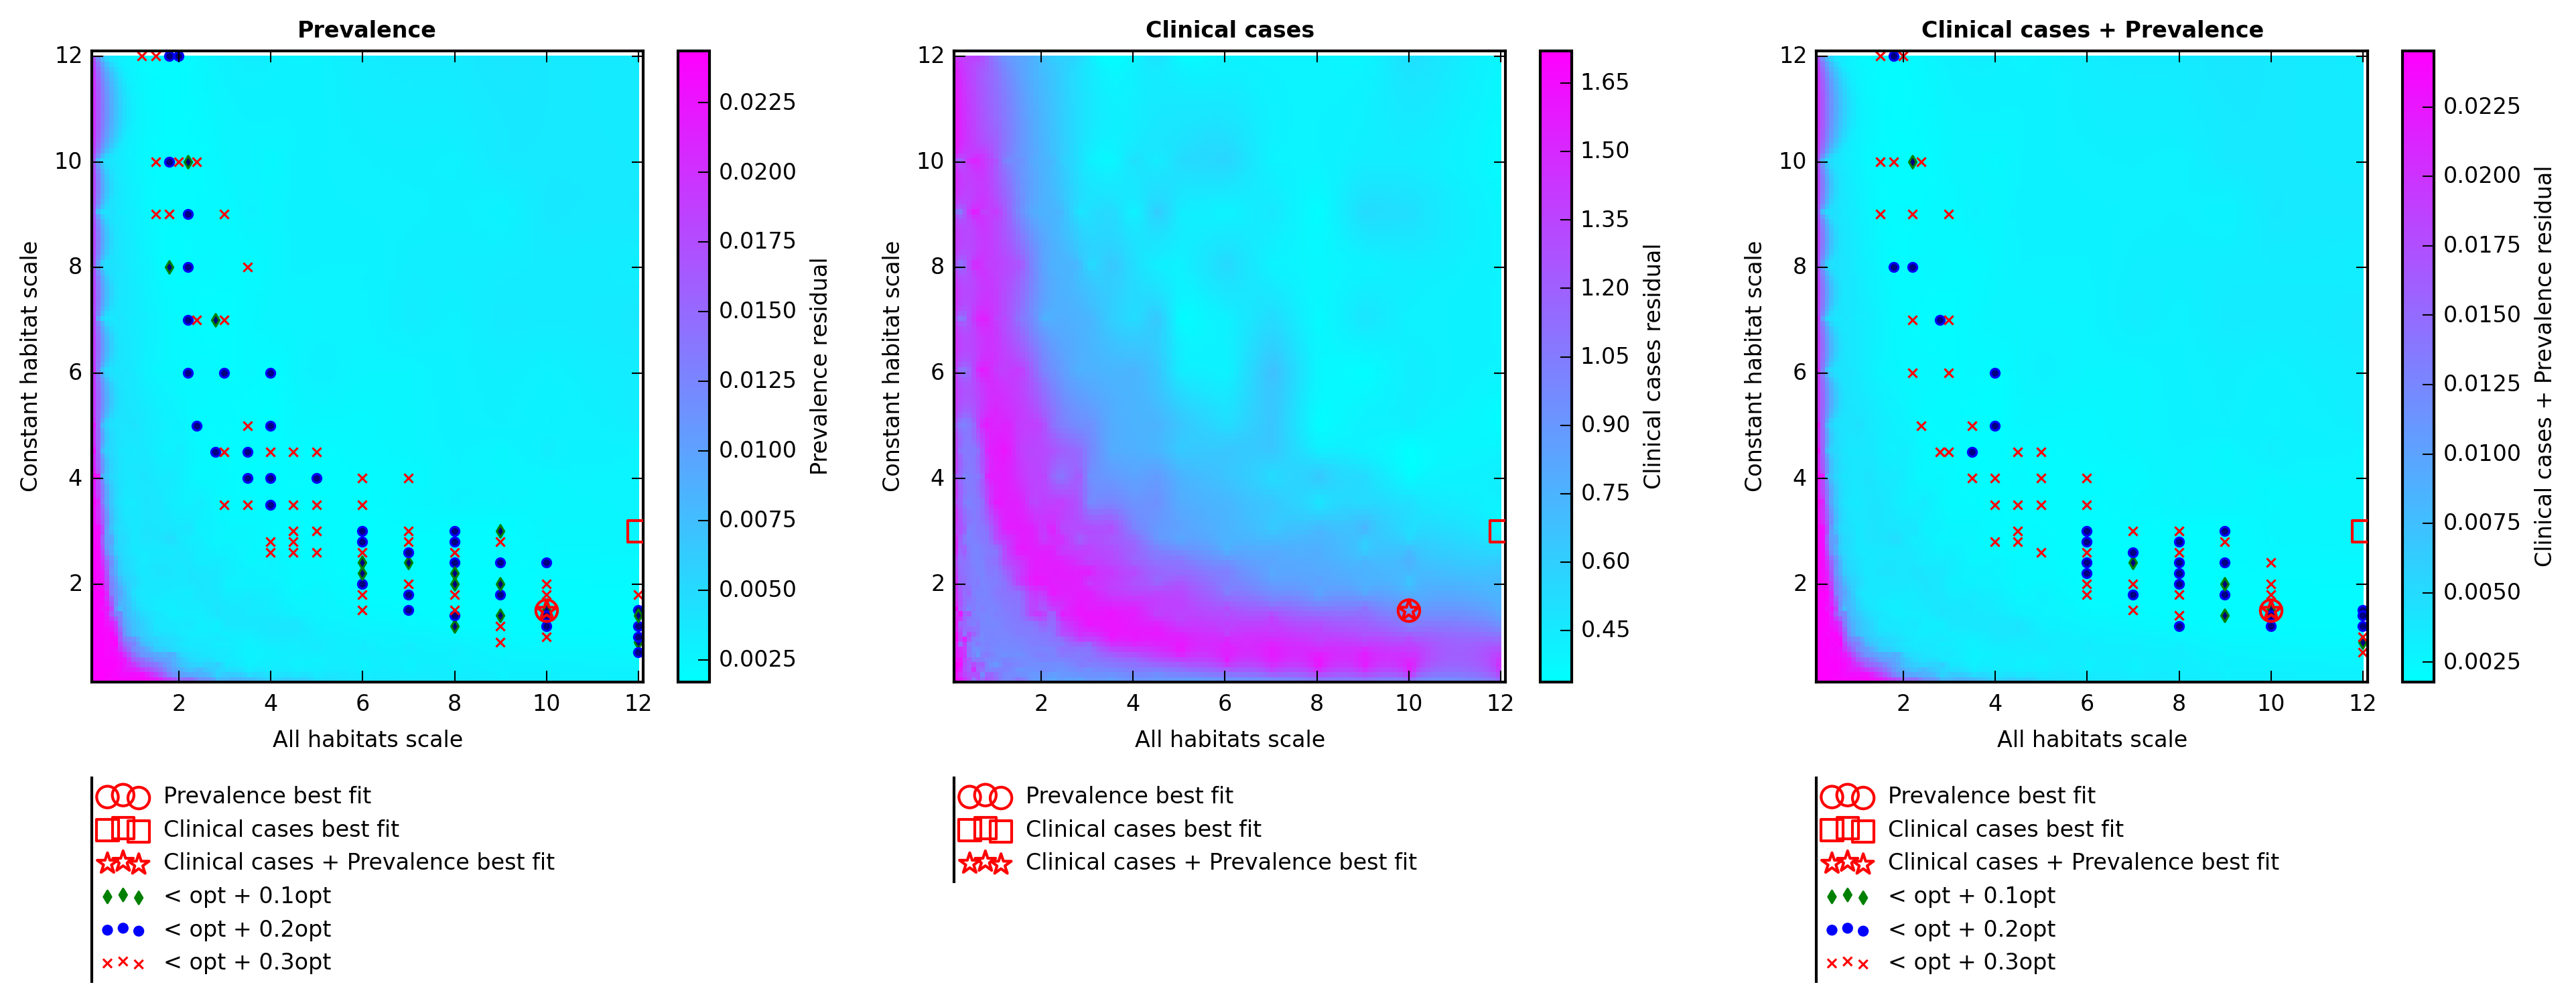 Prevalence
Clinical cases
Clinical cases + Prevalence
12
10
8
6
4
2
Constant habitat scale
2 4 6 8 10 12
All habitats scale
0.0225
0.0200
0.0175
0.0150
0.0125
0.0100
0.0075
0.0050
0.0025
Prevalence residual
12
10
8
6
4
2
Constant habitat scale
2 4 6 8 10 12
All habitats scale
1.65
1.50
1.35
1.20
1.05
0.90
0.75
0.60
0.45
Clinical cases residual
12
10
8
6
4
2
Constant habitat scale
2 4 6 8 10 12
All habitats scale
0.0225
0.0200
0.0175
0.0150
0.0125
0.0100
0.0075
0.0050
0.0025
Clinical cases + Prevalence residual
Prevalence best fit
Clinical cases best fit
Clinical cases + Prevalence best fit
< opt + 0.1opt
< opt + 0.2opt
< opt + 0.3opt
Prevalence best fit
Clinical cases best fit
Clinical cases + Prevalence best fit
Prevalence best fit
Clinical cases best fit
Clinical cases + Prevalence best fit
< opt + 0.1opt
< opt + 0.2opt
< opt + 0.3opt